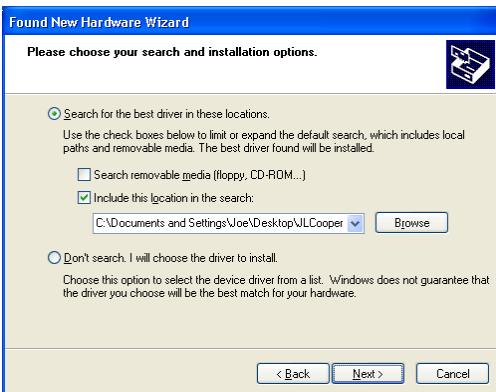 Found New Hardware Wizard
Please choose your search and installation options.
Search for the best driver in these locations.
Use the check boxes below to limit or expand the default search, which includes local
paths and removable media. The best driver found will be installed.
Search removable media (floppy, CD-ROM...)
Include this location in the search:
C:\Documents and Settings\Joe\Desktop\JLCooper
Browse
Don't search. I will choose the driver to install.
Choose this option to select the device driver from a list. Windows does not guarantee that
the driver you choose will be the best match for your hardware.
< Back Next > Cancel